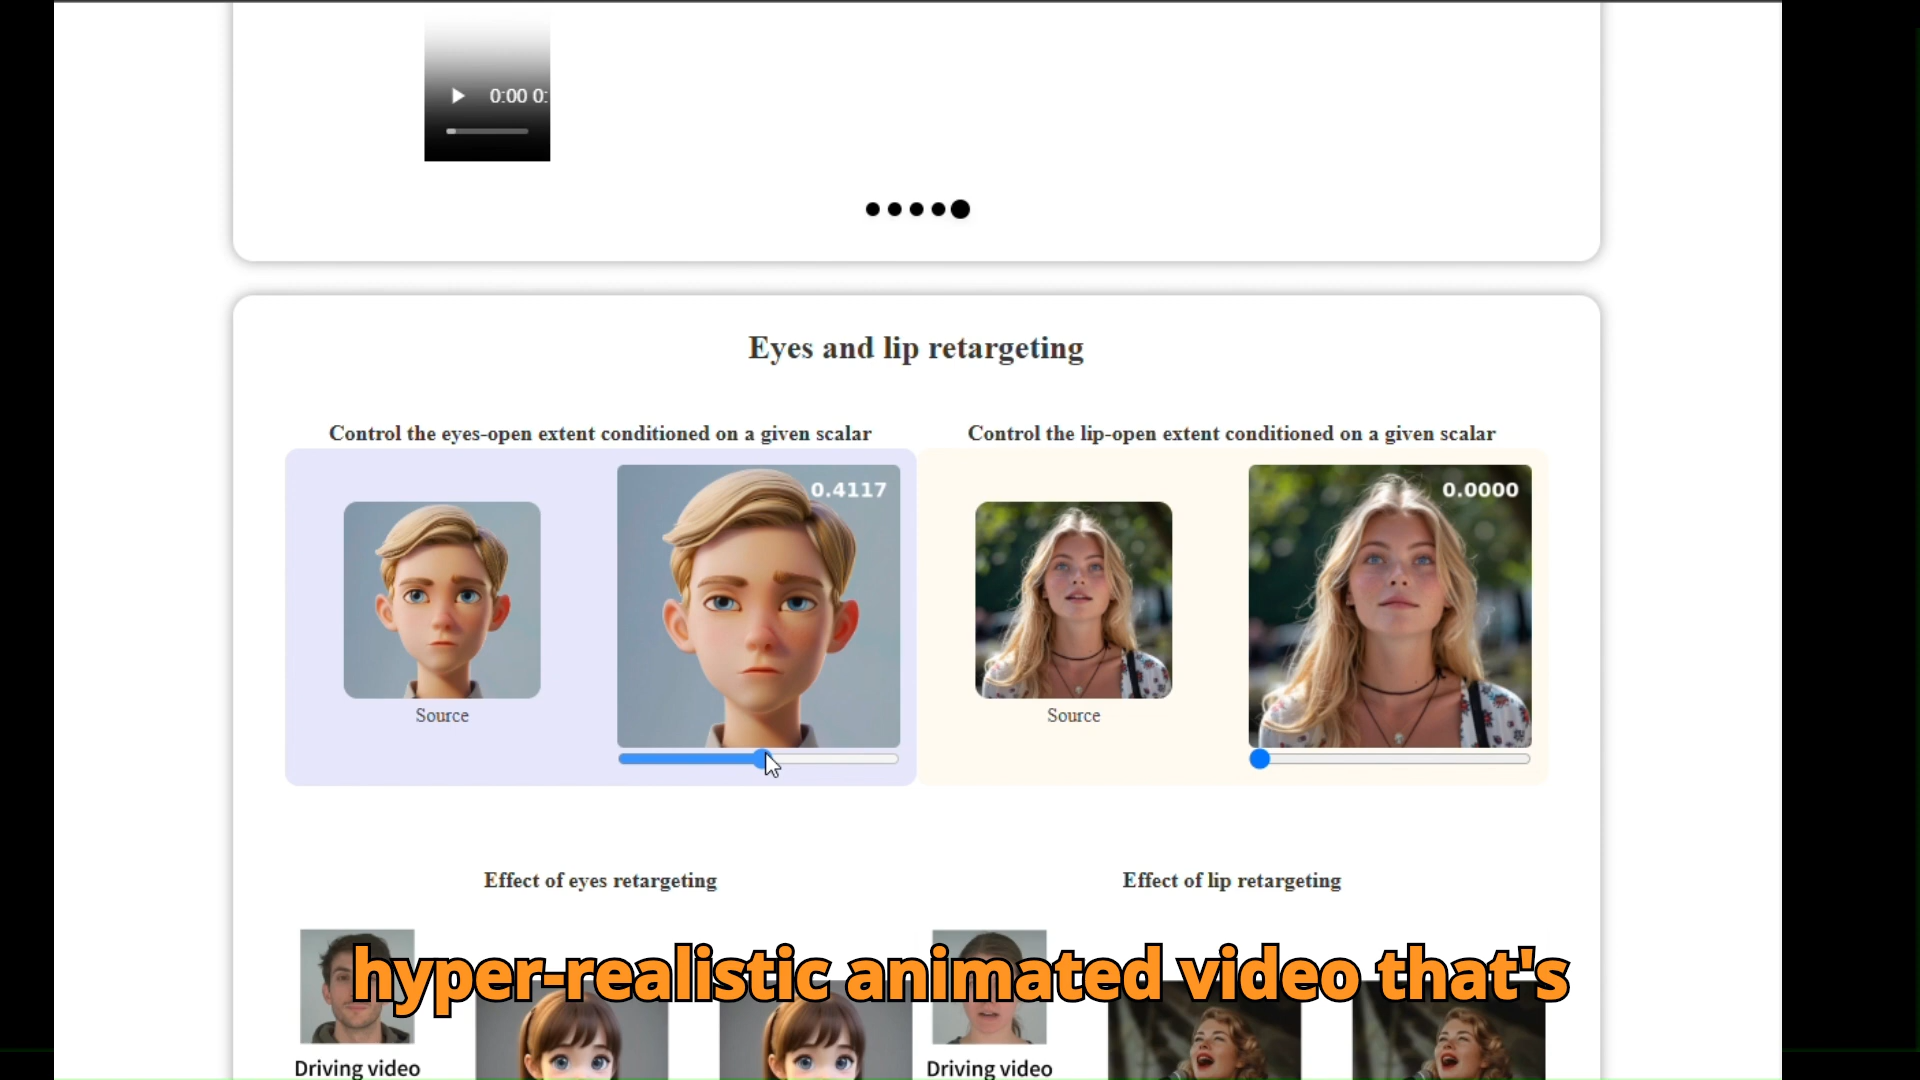 0:00 0:
Eyes and lip retargeting
Control the eyes-open extent conditioned on a given scalar
Control the lip-open extent conditioned on a given scalar
0.4117
0.0000
Source
Source
Effect of eyes retargeting
Effect of lip retargeting
hyper-realistic animated video that's
Driving video
Driving video